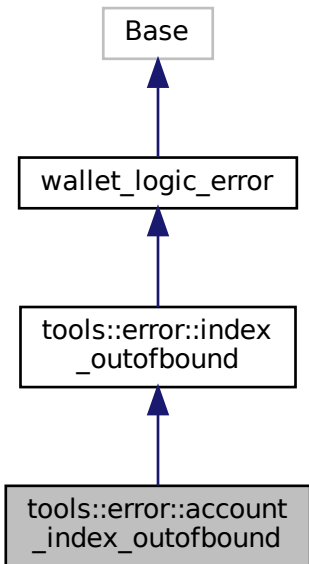 Base
wallet_logic_error
tools::error::index
_outofbound
tools::error::account
_index_outofbound